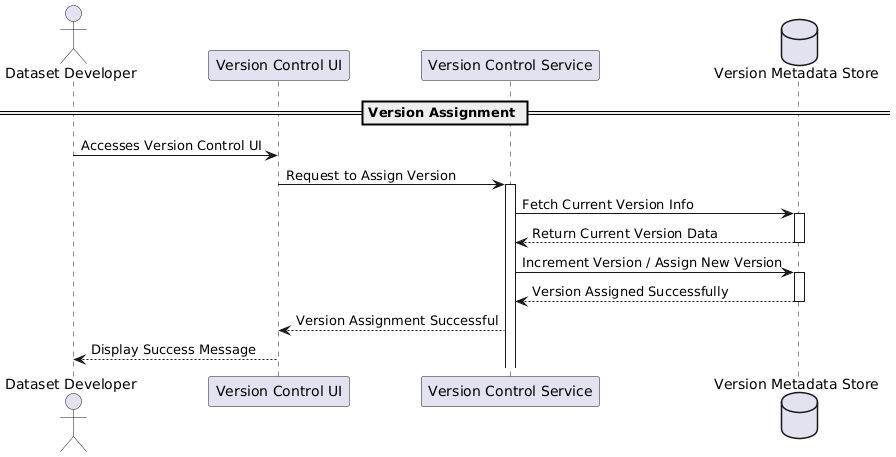 Dataset Developer
Version Control UI
Version Control Service
Version Metadata Store
Version Assignment
Accesses Version Control UI
Request to Assign Version
Fetch Current Version Info
Return Current Version Data
Increment Version / Assign New Version
Version Assigned Successfully
Version Assignment Successful
Display Success Message
Dataset Developer
Version Control UI
Version Control Service
Version Metadata Store